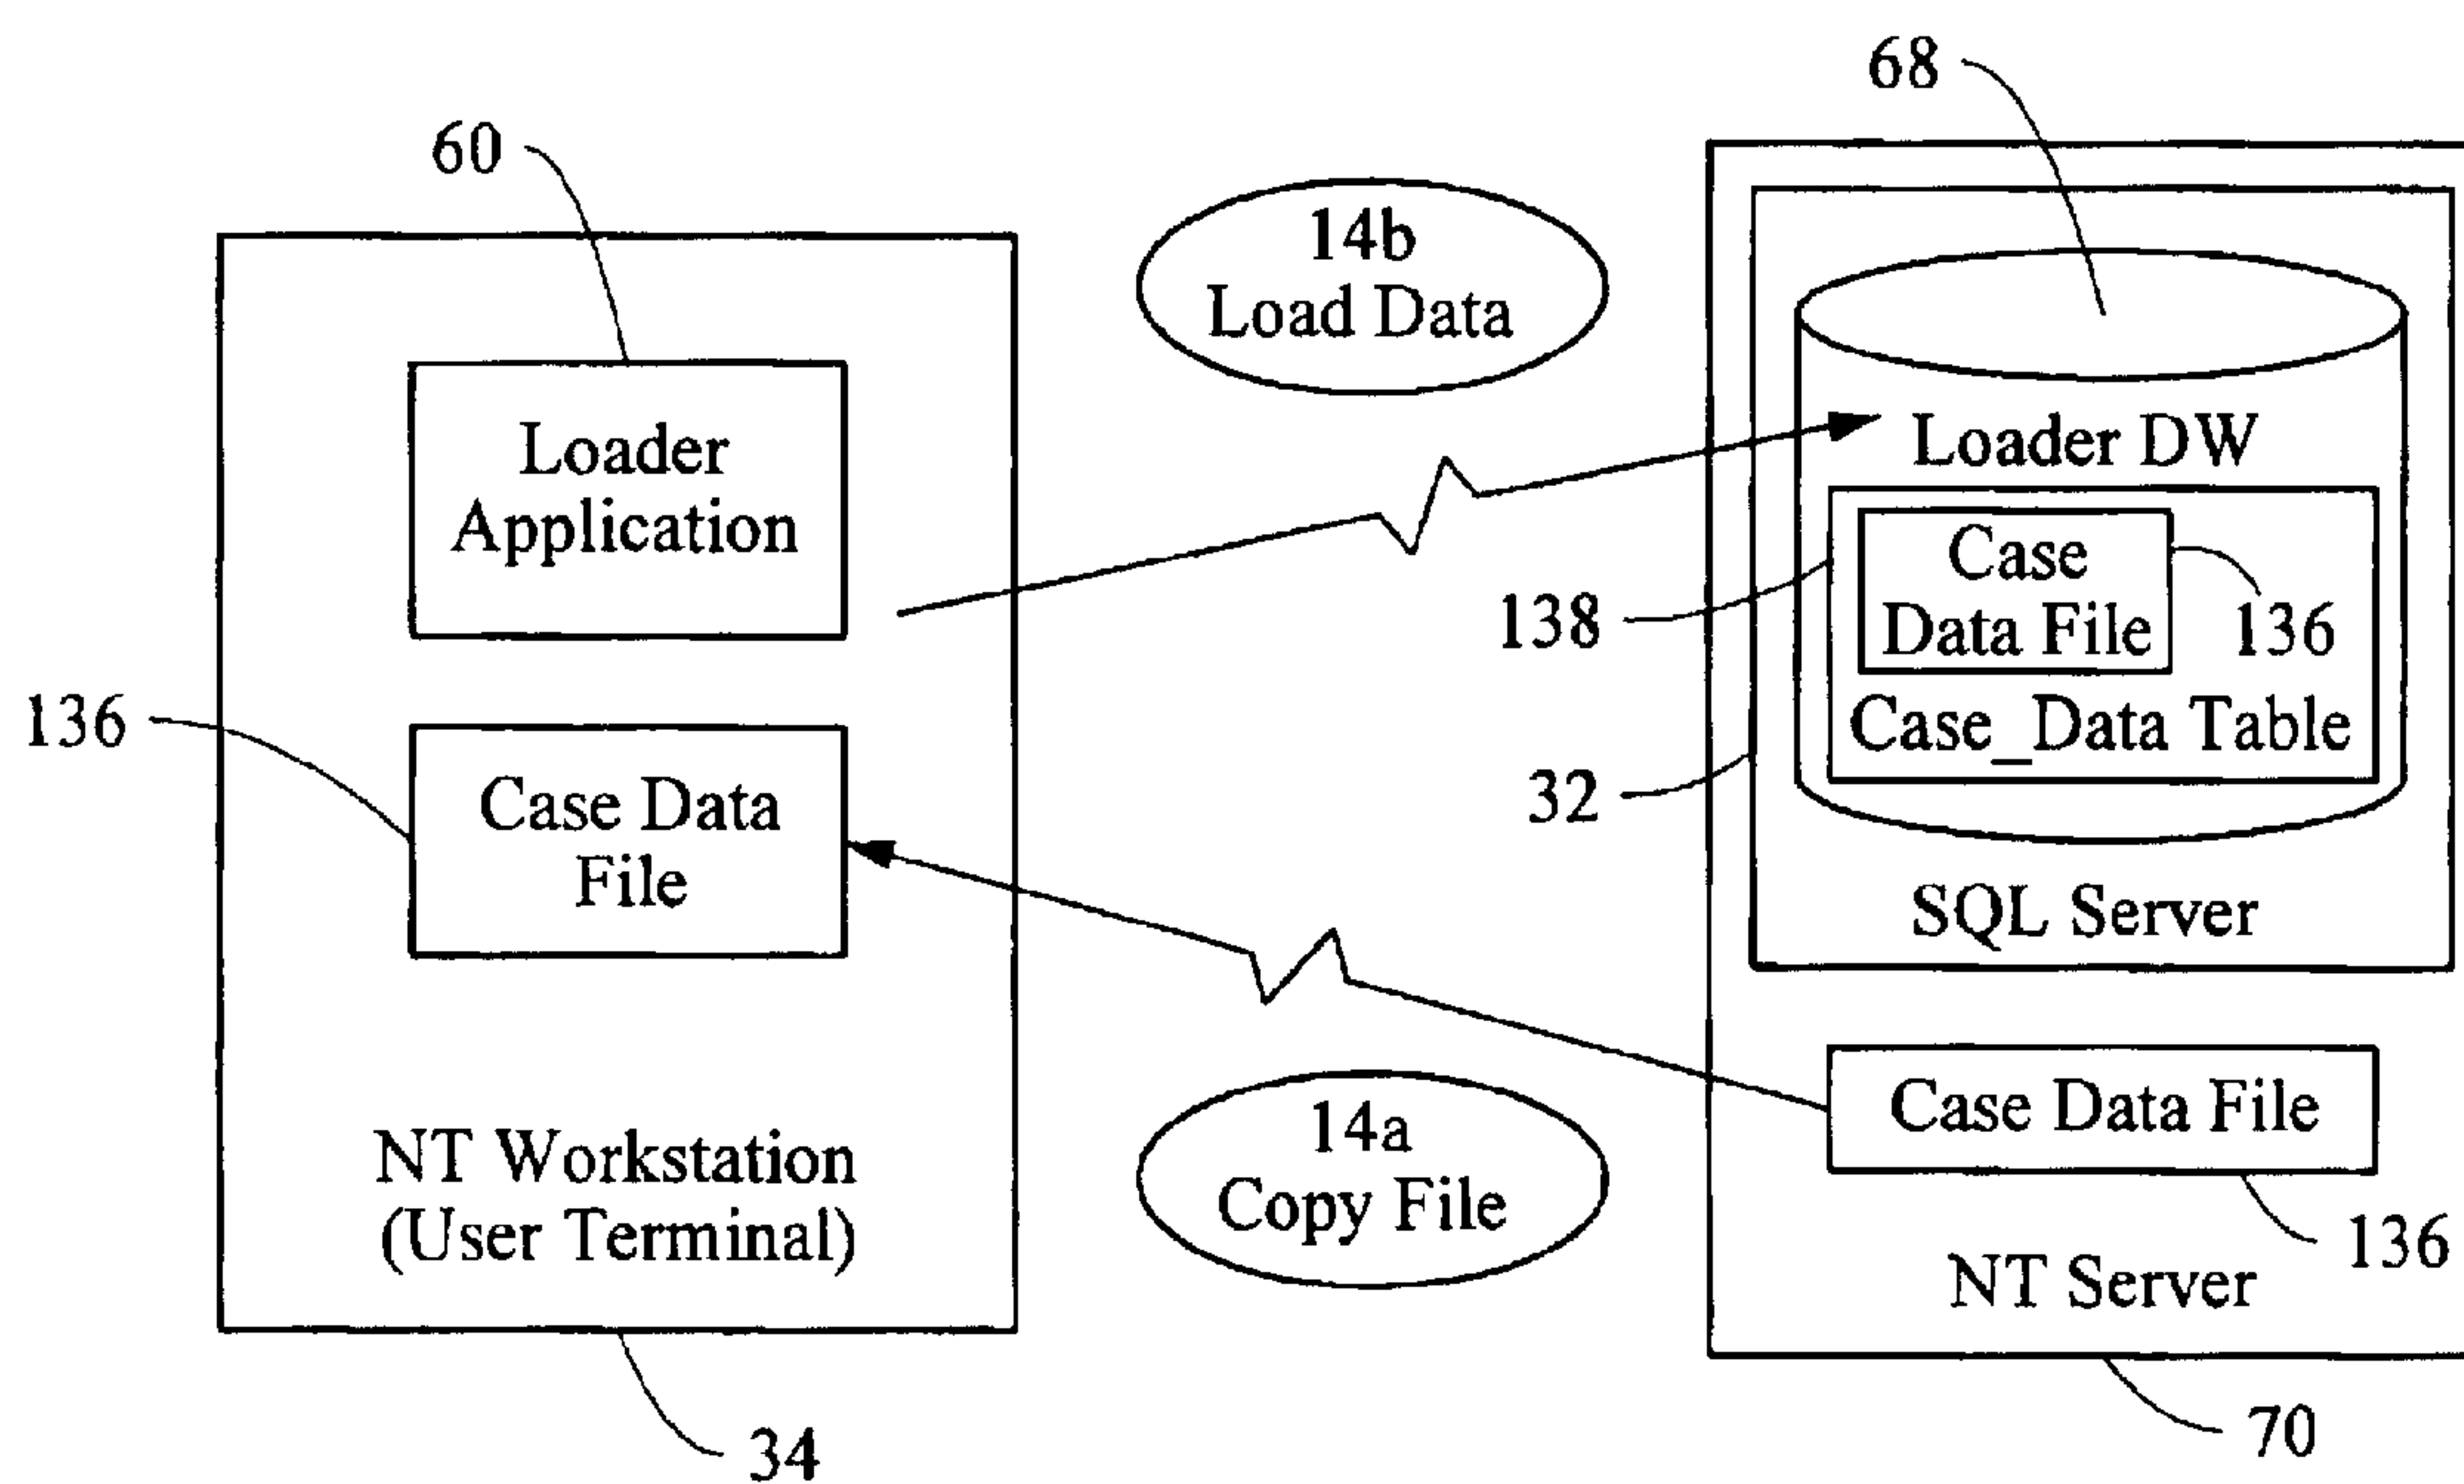 68
60
14b
Load Data
Loader
Application
Loader DW
Case
Data File
138
136
Case_Data Table
136
32
Case Data
File
SQL Server
14a
Copy File
Case Data File
NT Workstation
(User Terminal)
136
NT Server
70
34